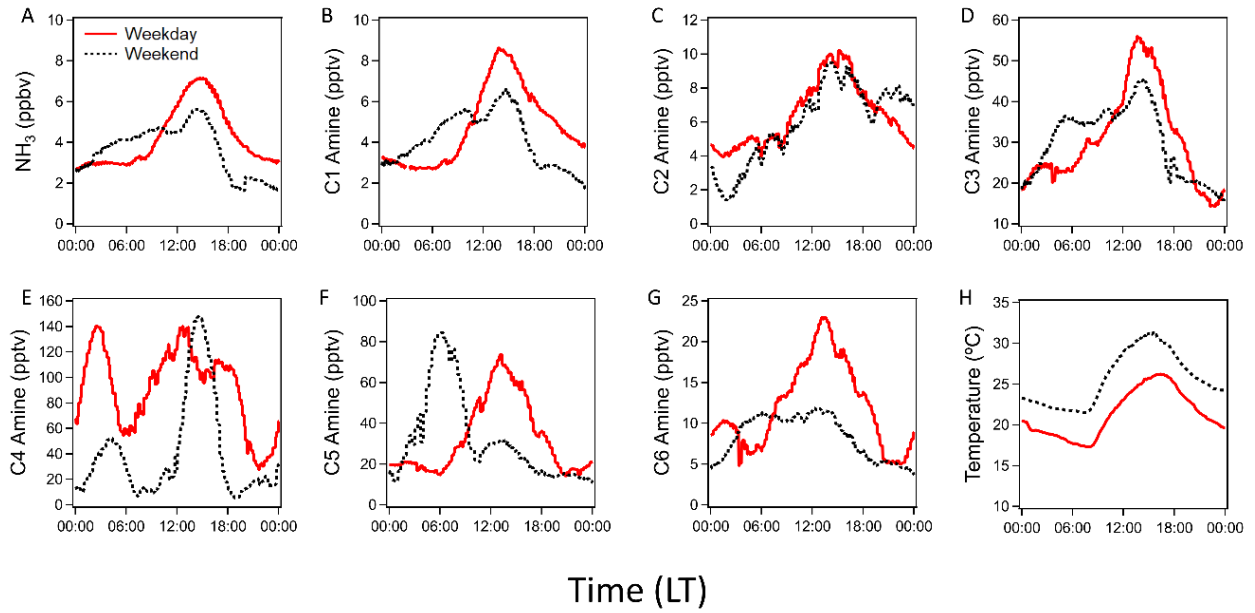 A
B
C
D
Weekday
Weekend
NH3 (ppbv)
8
6
4
2
0
00:00 06:00 12:00 18:00 00:00
C1 Amine (pptv)
10
8
6
4
2
0
00:00 06:00 12:00 18:00 00:00
C2 Amine (pptv)
12
10
8
6
4
2
0
00:00 06:00 12:00 18:00 00:00
C3 Amine (pptv)
60
50
40
30
20
10
00:00 06:00 12:00 18:00 00:00
E
F
G
H
C4 Amine (pptv)
160
140
120
100
80
60
40
20
0
00:00 06:00 12:00 18:00 00:00
C5 Amine (pptv)
100
80
60
40
20
0
00:00 06:00 12:00 18:00 00:00
C6 Amine (pptv)
25
20
15
10
5
0
00:00 06:00 12:00 18:00 00:00
Temperature (ºC)
35
30
25
20
15
10
00:00 06:00 12:00 18:00 00:00
Time (LT)